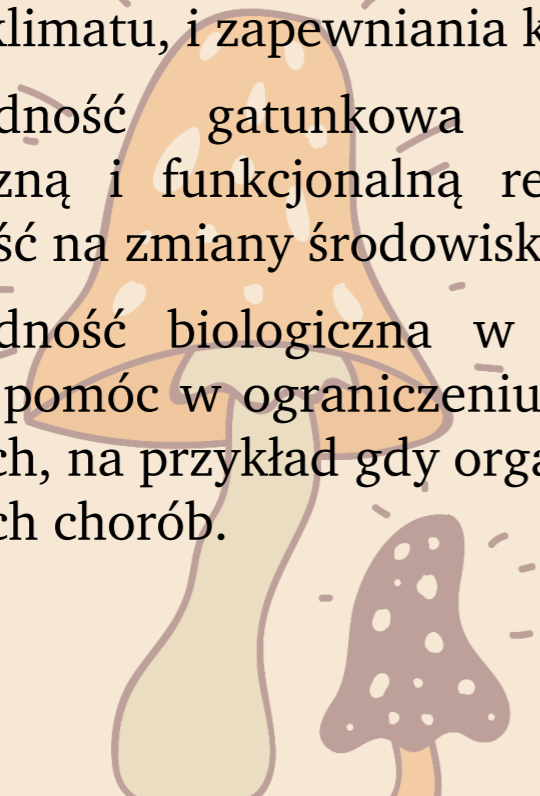 klimatu, i zapewniania k
dność gatunkowa
zną i funkcjonalną re
ść na zmiany środowisk
dność biologiczna w
pomóc w ograniczeniu
ch, na przykład gdy orga
ch chorób.